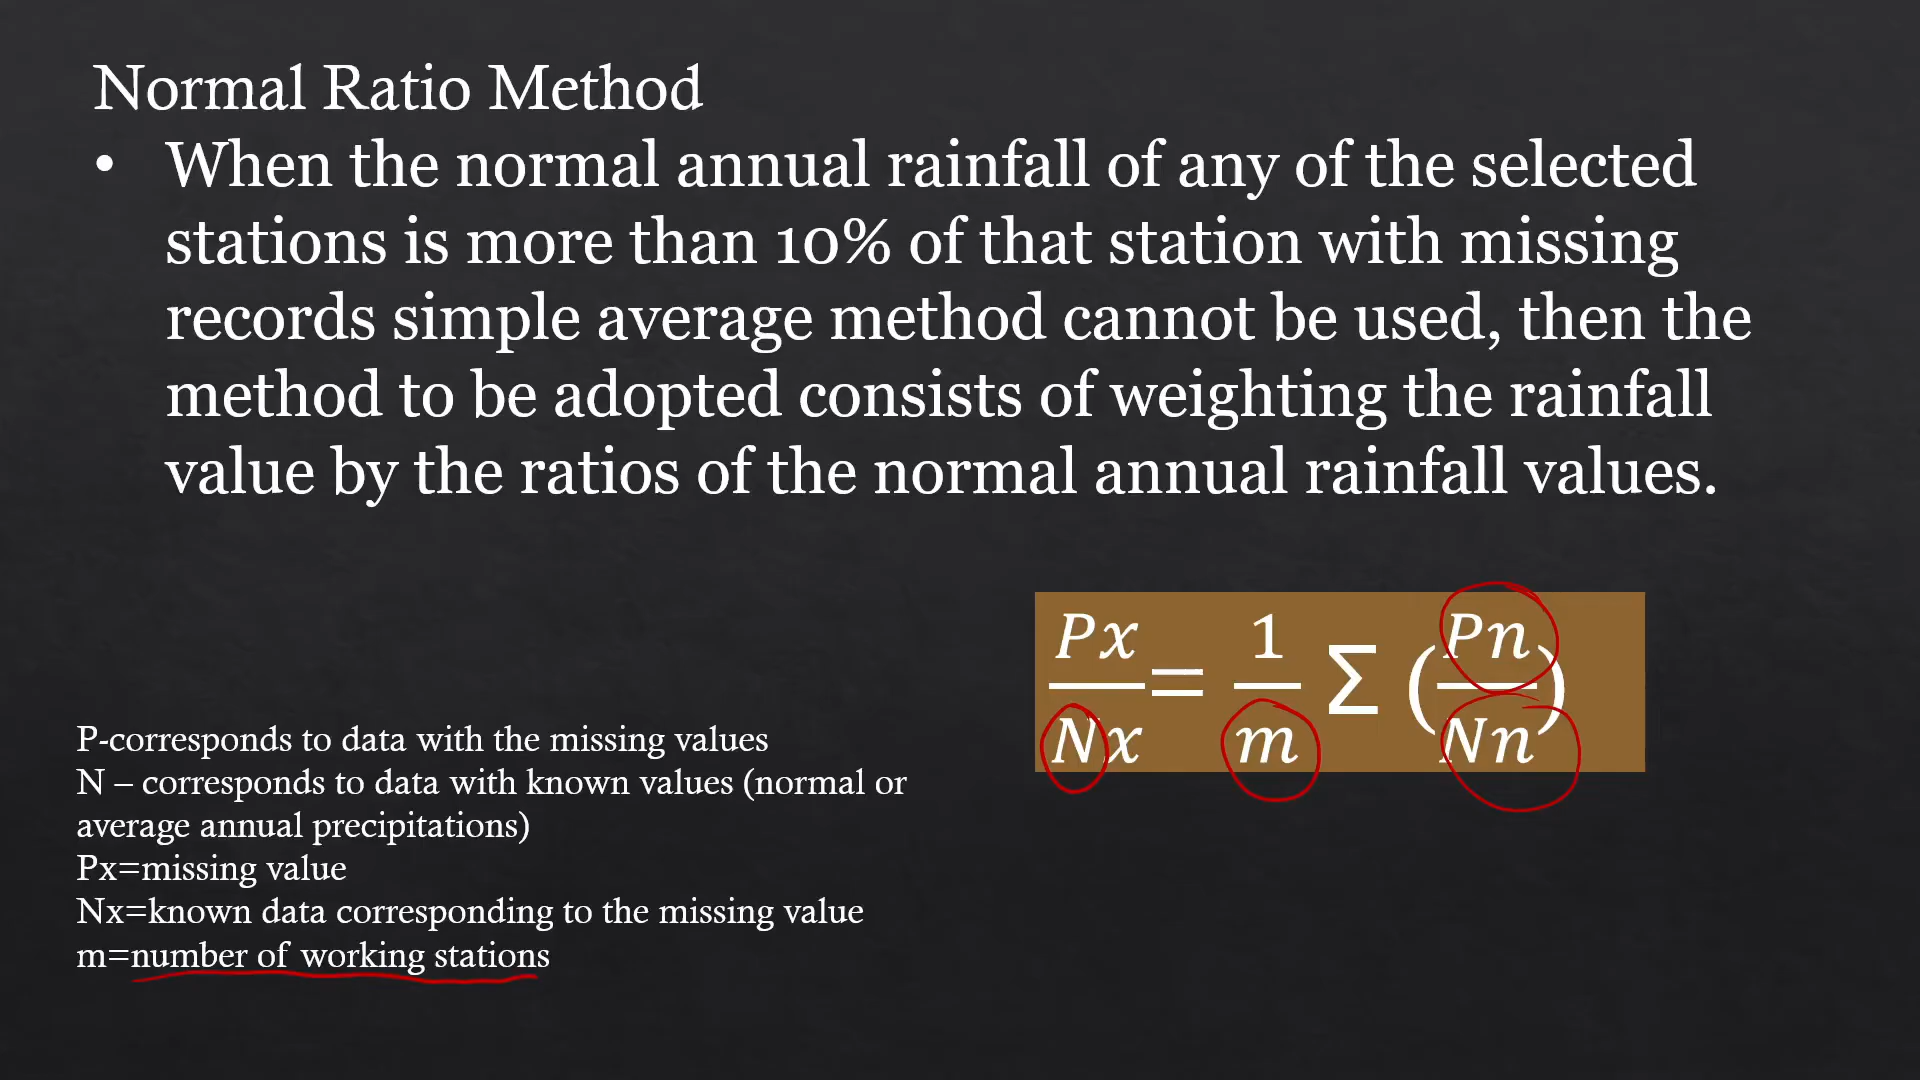 Normal Ratio Method
• When the normal annual rainfall of any of the selected
stations is more than 10% of that station with missing
records simple average method cannot be used, then the
method to be adopted consists of weighting the rainfall
value by the ratios of the normal annual rainfall values.
Px/Nx = 1/m Σ (Pn/Nn)
P-corresponds to data with the missing values
N – corresponds to data with known values (normal or
average annual precipitations)
Px=missing value
Nx=known data corresponding to the missing value
m=number of working stations